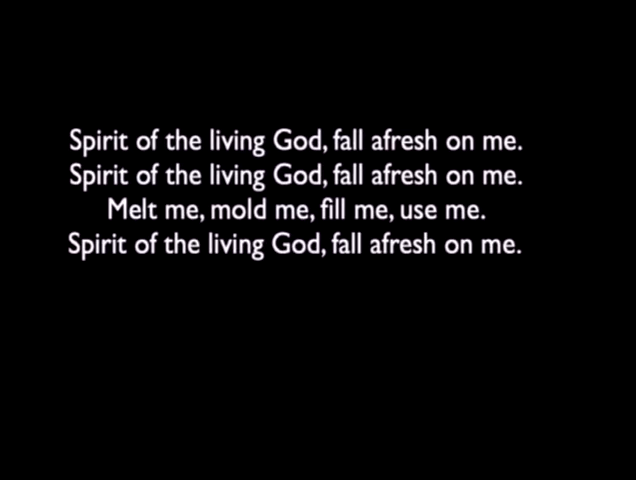 Spirit of the living God, fall afresh on me.
Spirit of the living God, fall afresh on me.
Melt me, mold me, fill me, use me.
Spirit of the living God, fall afresh on me.